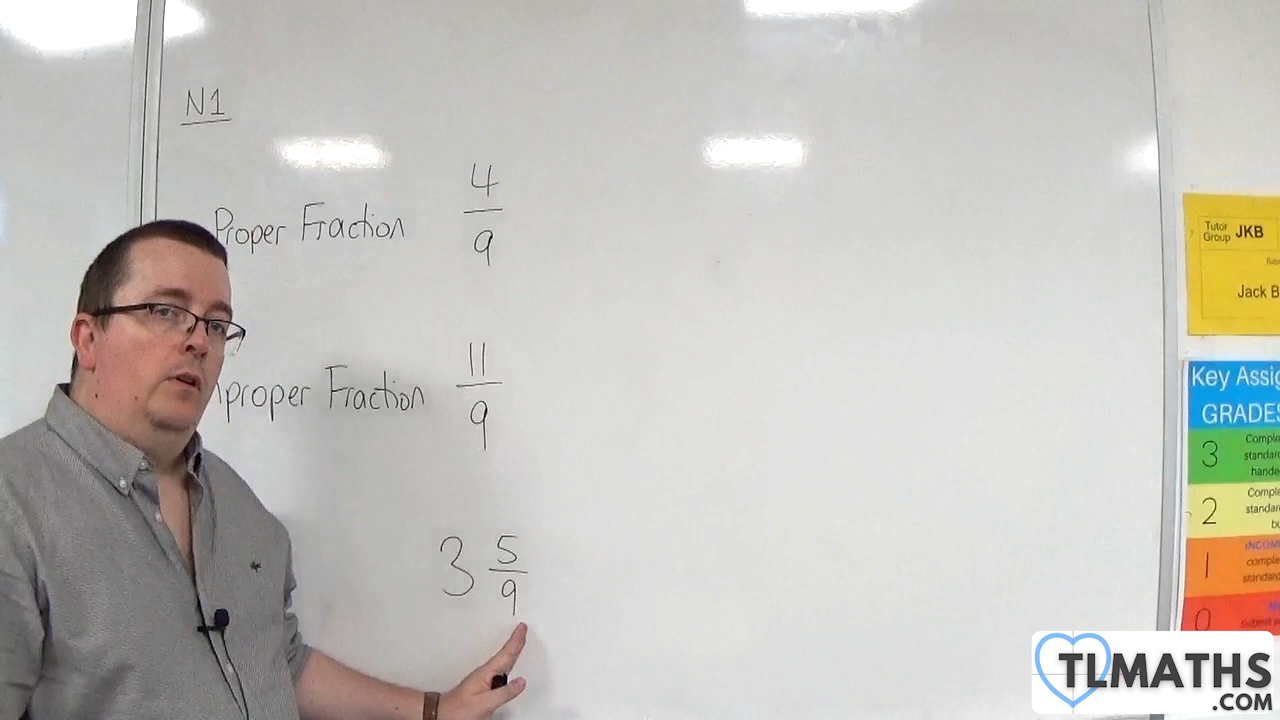 N1
Proper Fraction 4/9
Improper Fraction 11/9
3 5/9
Tutor Group JKB
Jack B
Key Assig
GRADES
3
2
1
0
TLMATHS
.COM